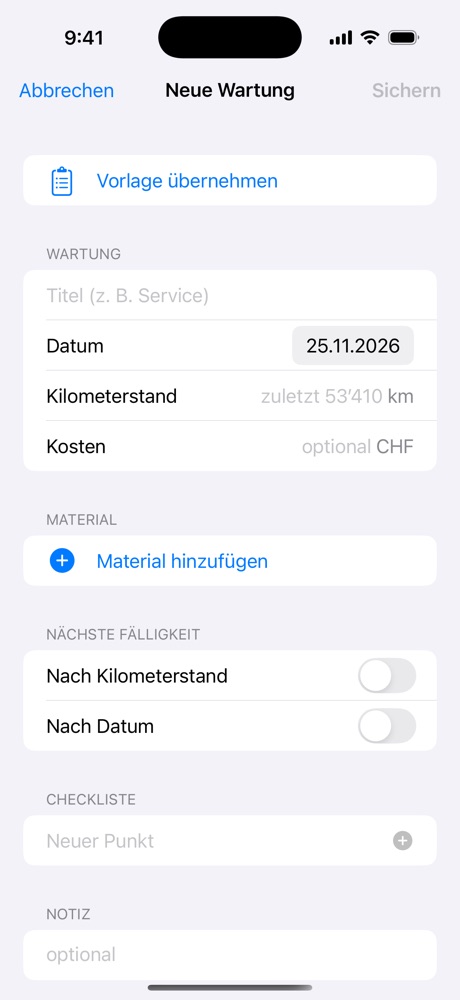 9:41
Abbrechen Neue Wartung Sichern
Vorlage übernehmen
WARTUNG
Titel (z. B. Service)
Datum 25.11.2026
Kilometerstand zuletzt 53’410 km
Kosten optional CHF
MATERIAL
Material hinzufügen
NÄCHSTE FÄLLIGKEIT
Nach Kilometerstand
Nach Datum
CHECKLISTE
Neuer Punkt
NOTIZ
optional